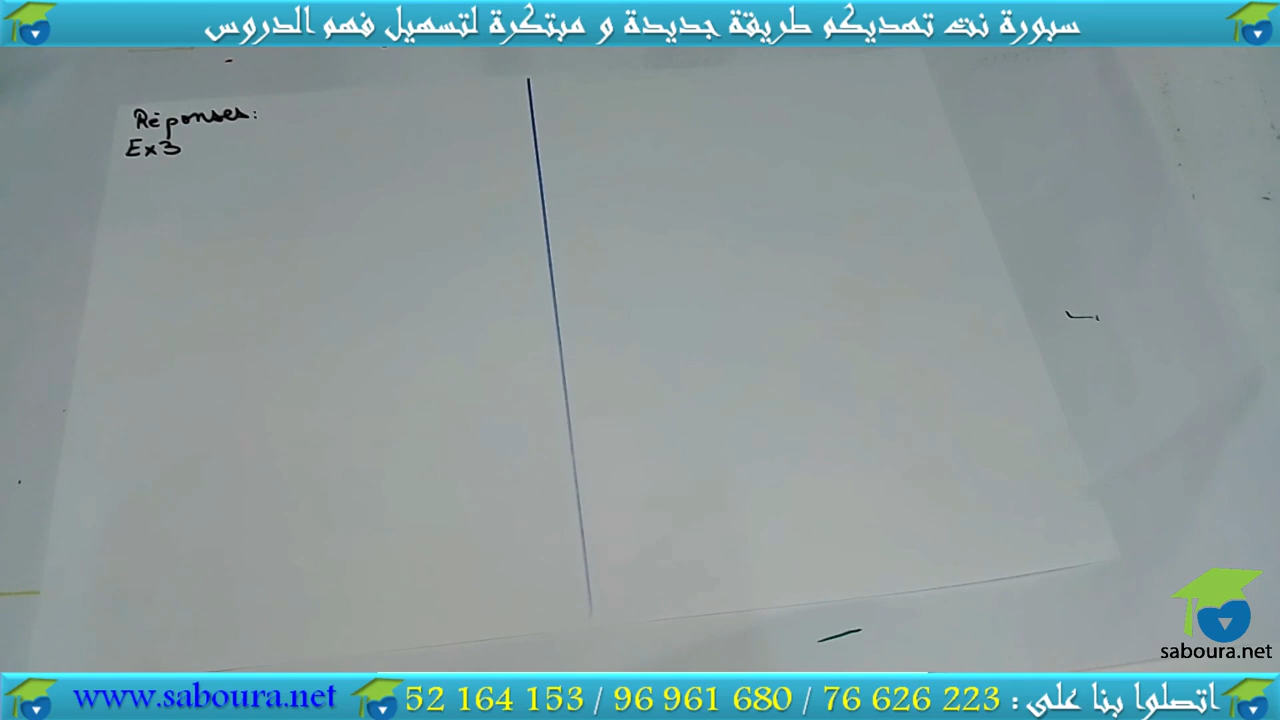 سبورة نت تهديكم طريقة جديدة و مبتكرة لتسهيل فهم الدروس
Réponses:
Ex3
saboura.net
www.saboura.net
اتصلوا بنا على : 52 164 153 / 96 961 680 / 76 626 223